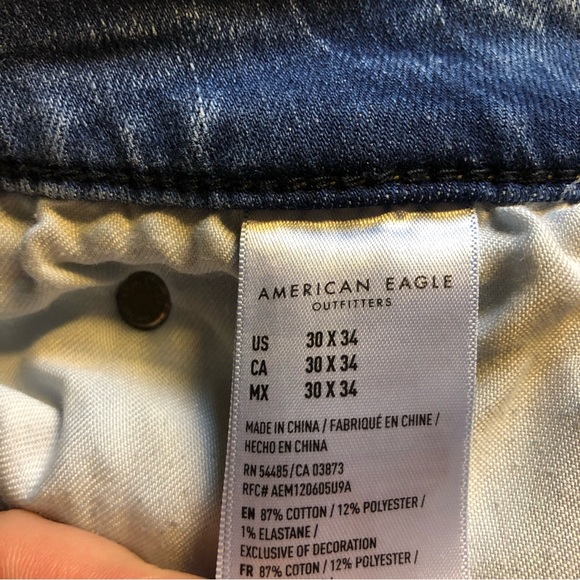 AMERICAN EAGLE
OUTFITTERS
US 30 X 34
CA 30 X 34
MX 30 X 34
MADE IN CHINA / FABRIQUÉ EN CHINE /
HECHO EN CHINA
RN 54485/CA 03873
RFC# AEM120605U9A
EN 87% COTTON / 12% POLYESTER /
1% ELASTANE /
EXCLUSIVE OF DECORATION
FR 87% COTON / 12% POLYESTER /